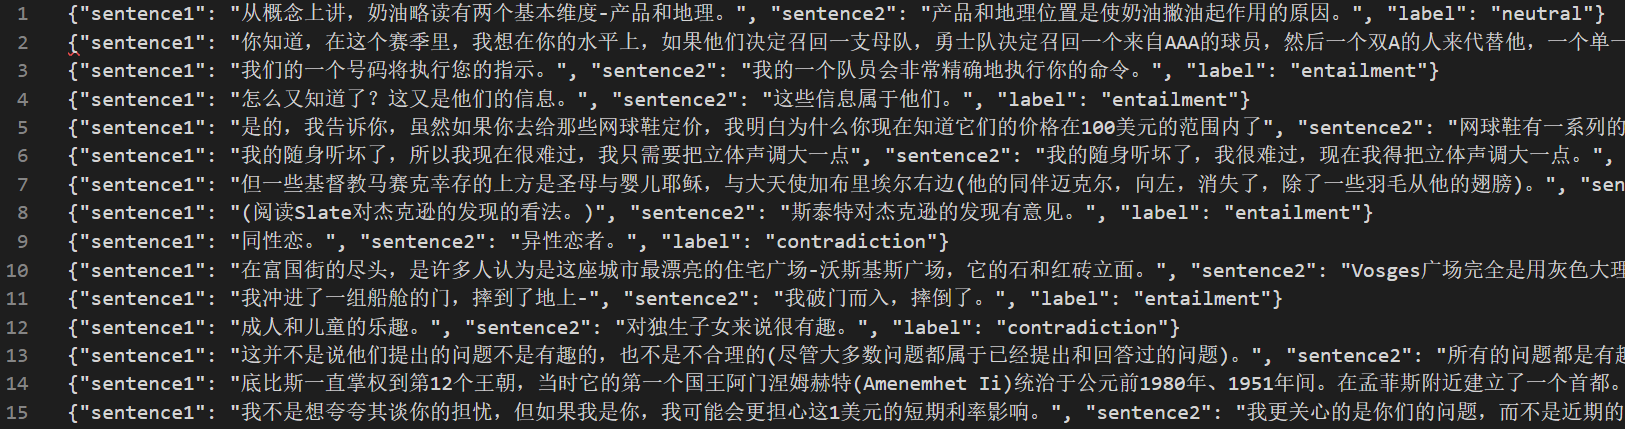 1 {"sentence1": "从概念上讲，奶油略读有两个基本维度-产品和地理。", "sentence2": "产品和地理位置是使奶油撇油起作用的原因。", "label": "neutral"}
2 {"sentence1": "你知道，在这个赛季里，我想在你的水平上，如果他们决定召回一支母队，勇士队决定召回一个来自AAA的球员，然后一个双A的人来代替他，一个单一
3 {"sentence1": "我们的一个号码将执行您的指示。", "sentence2": "我的一个队员会非常精确地执行你的命令。", "label": "entailment"}
4 {"sentence1": "怎么又知道了？这又是他们的信息。", "sentence2": "这些信息属于他们。", "label": "entailment"}
5 {"sentence1": "是的，我告诉你，虽然如果你去给那些网球鞋定价，我明白为什么你现在知道它们的价格在100美元的范围内了", "sentence2": "网球鞋有一系列的
6 {"sentence1": "我的随身听坏了，所以我现在很难过，我只需要把立体声调大一点", "sentence2": "我的随身听坏了，我很难过，现在我得把立体声调大一点。",
7 {"sentence1": "但一些基督教马赛克幸存的上方是圣母与婴儿耶稣，与大天使加布里埃尔右边(他的同伴迈克尔，向左，消失了，除了一些羽毛从他的翅膀)。", "sen
8 {"sentence1": "(阅读Slate对杰克逊的发现的看法。)", "sentence2": "斯泰特对杰克逊的发现有意见。", "label": "entailment"}
9 {"sentence1": "同性恋。", "sentence2": "异性恋者。", "label": "contradiction"}
10 {"sentence1": "在富国街的尽头，是许多人认为是这座城市最漂亮的住宅广场-沃斯基斯广场，它的石和红砖立面。", "sentence2": "Vosges广场完全是用灰色大理
11 {"sentence1": "我冲进了一组船舱的门，摔到了地上-", "sentence2": "我破门而入，摔倒了。", "label": "entailment"}
12 {"sentence1": "成人和儿童的乐趣。", "sentence2": "对独生子女来说很有趣。", "label": "contradiction"}
13 {"sentence1": "这并不是说他们提出的问题不是有趣的，也不是不合理的(尽管大多数问题都属于已经提出和回答过的问题)。", "sentence2": "所有的问题都是有趣
14 {"sentence1": "底比斯一直掌权到第12个王朝，当时它的第一个国王阿门涅姆赫特(Amenemhet Ii)统治于公元前1980年、1951年间。在孟菲斯附近建立了一个首都。
15 {"sentence1": "我不是想夸夸其谈你的担忧，但如果我是你，我可能会更担心这1美元的短期利率影响。", "sentence2": "我更关心的是你们的问题，而不是近期的